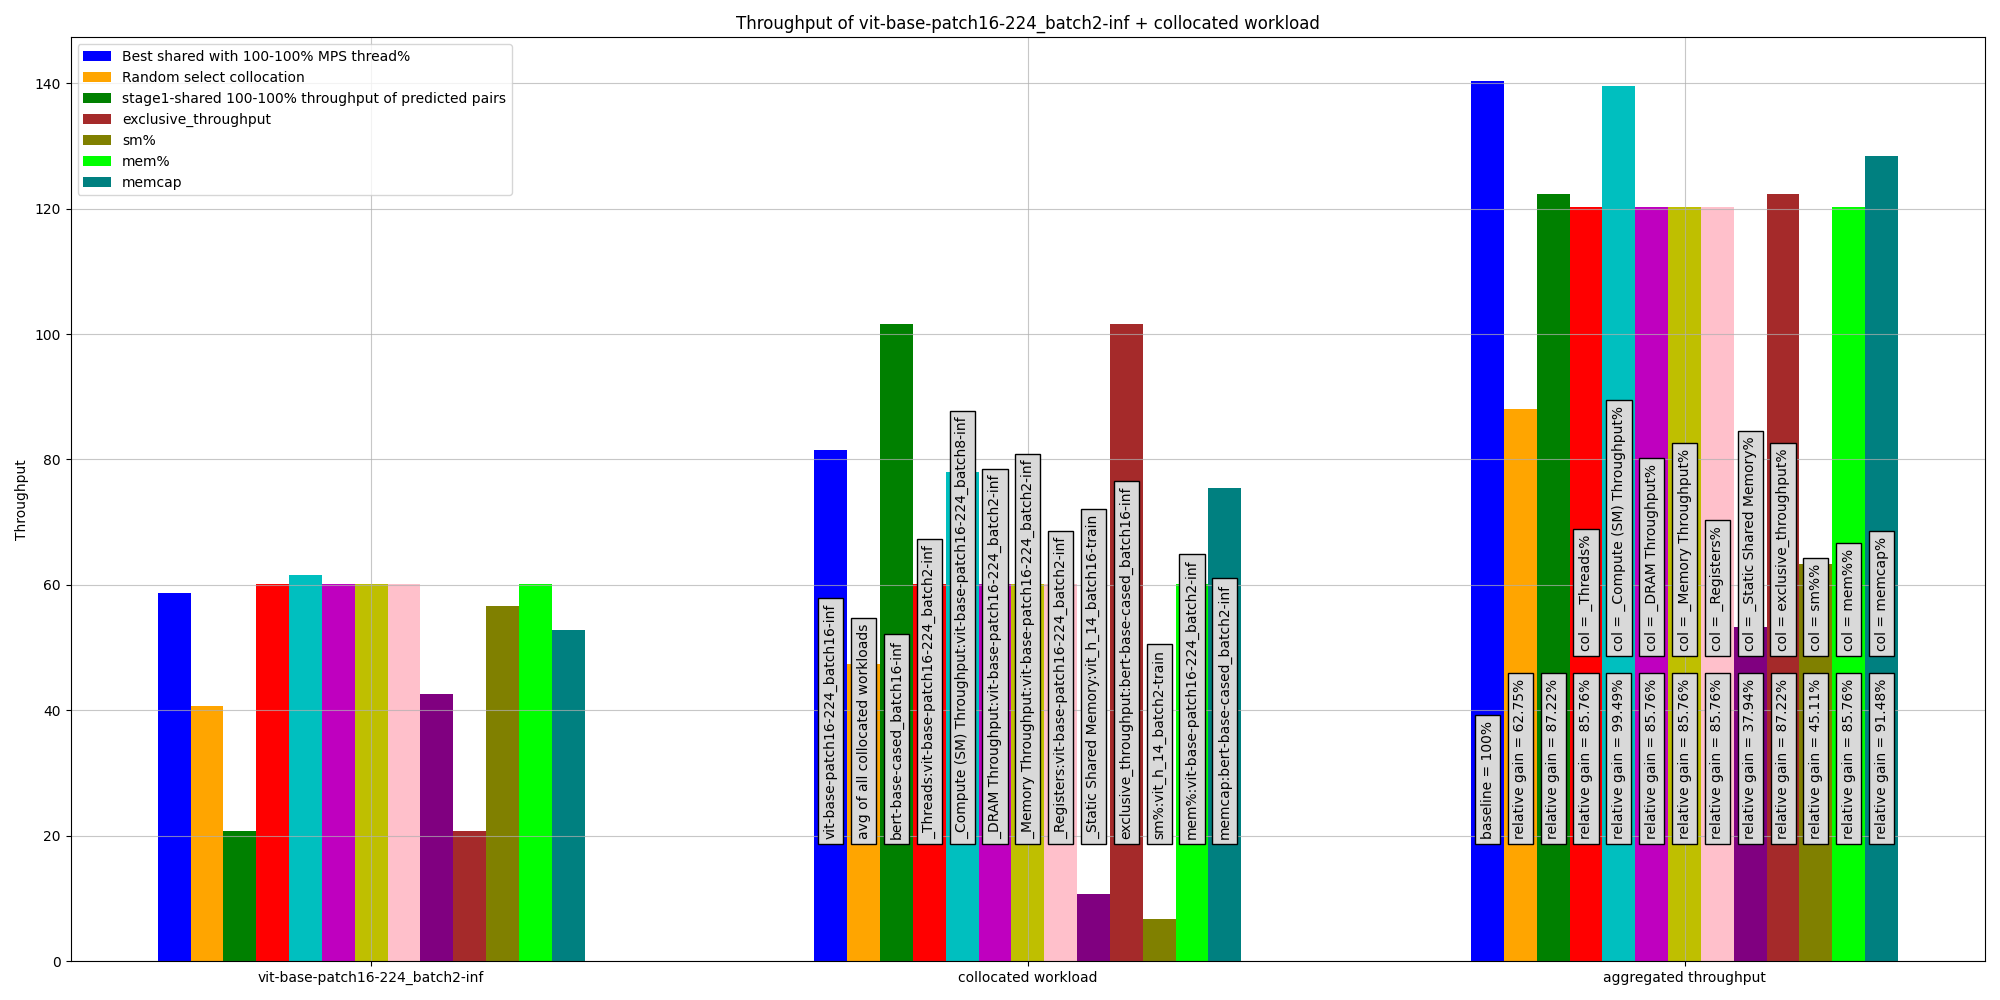 Throughput of vit-base-patch16-224_batch2-inf + collocated workload
Best shared with 100-100% MPS thread%
Random select collocation
stage1-shared 100-100% throughput of predicted pairs
exclusive_throughput
sm%
mem%
memcap
Throughput
140
120
100
80
60
40
20
0
vit-base-patch16-224_batch16-inf
avg of all collocated workloads
bert-base-cased_batch16-inf
_Threads:vit-base-patch16-224_batch2-inf
_Compute (SM) Throughput:vit-base-patch16-224_batch8-inf
_DRAM Throughput:vit-base-patch16-224_batch2-inf
_Memory Throughput:vit-base-patch16-224_batch2-inf
_Registers:vit-base-patch16-224_batch2-inf
_Static Shared Memory:vit_h_14_batch16-train
exclusive_throughput:bert-base-cased_batch16-inf
sm%:vit_h_14_batch2-train
mem%:vit-base-patch16-224_batch2-inf
memcap:bert-base-cased_batch2-inf
col = _Threads%
col = _Compute (SM) Throughput%
col = _DRAM Throughput%
col = _Memory Throughput%
col = _Registers%
col = _Static Shared Memory%
col = exclusive_throughput%
col = sm%%
col = mem%%
col = memcap%
baseline = 100%
relative gain = 62.75%
relative gain = 87.22%
relative gain = 85.76%
relative gain = 99.49%
relative gain = 85.76%
relative gain = 85.76%
relative gain = 85.76%
relative gain = 37.94%
relative gain = 87.22%
relative gain = 45.11%
relative gain = 85.76%
relative gain = 91.48%
vit-base-patch16-224_batch2-inf
collocated workload
aggregated throughput